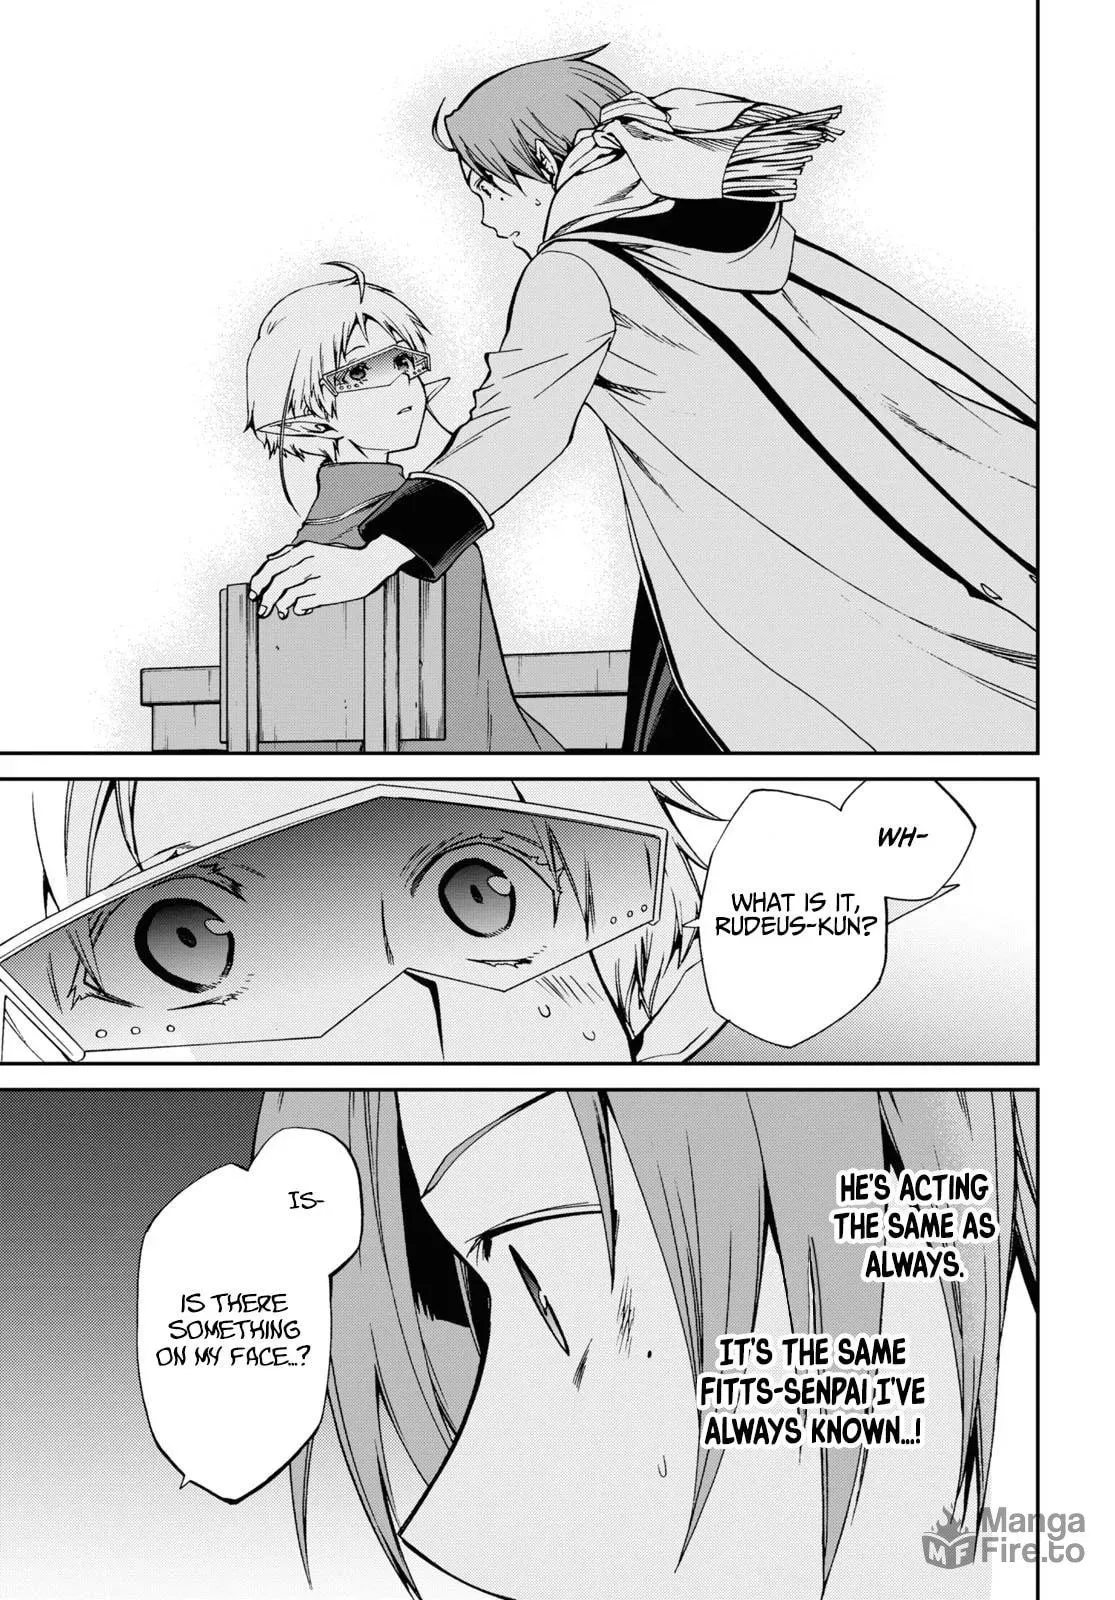 WH-
WHAT IS IT,
RUDEUS-KUN?
HE'S ACTING
THE SAME AS
ALWAYS.
IT'S THE SAME
FITTS-SENPAI I'VE
ALWAYS KNOWN...!
IS-
IS THERE
SOMETHING
ON MY FACE...?
MF
Manga
Fire.to